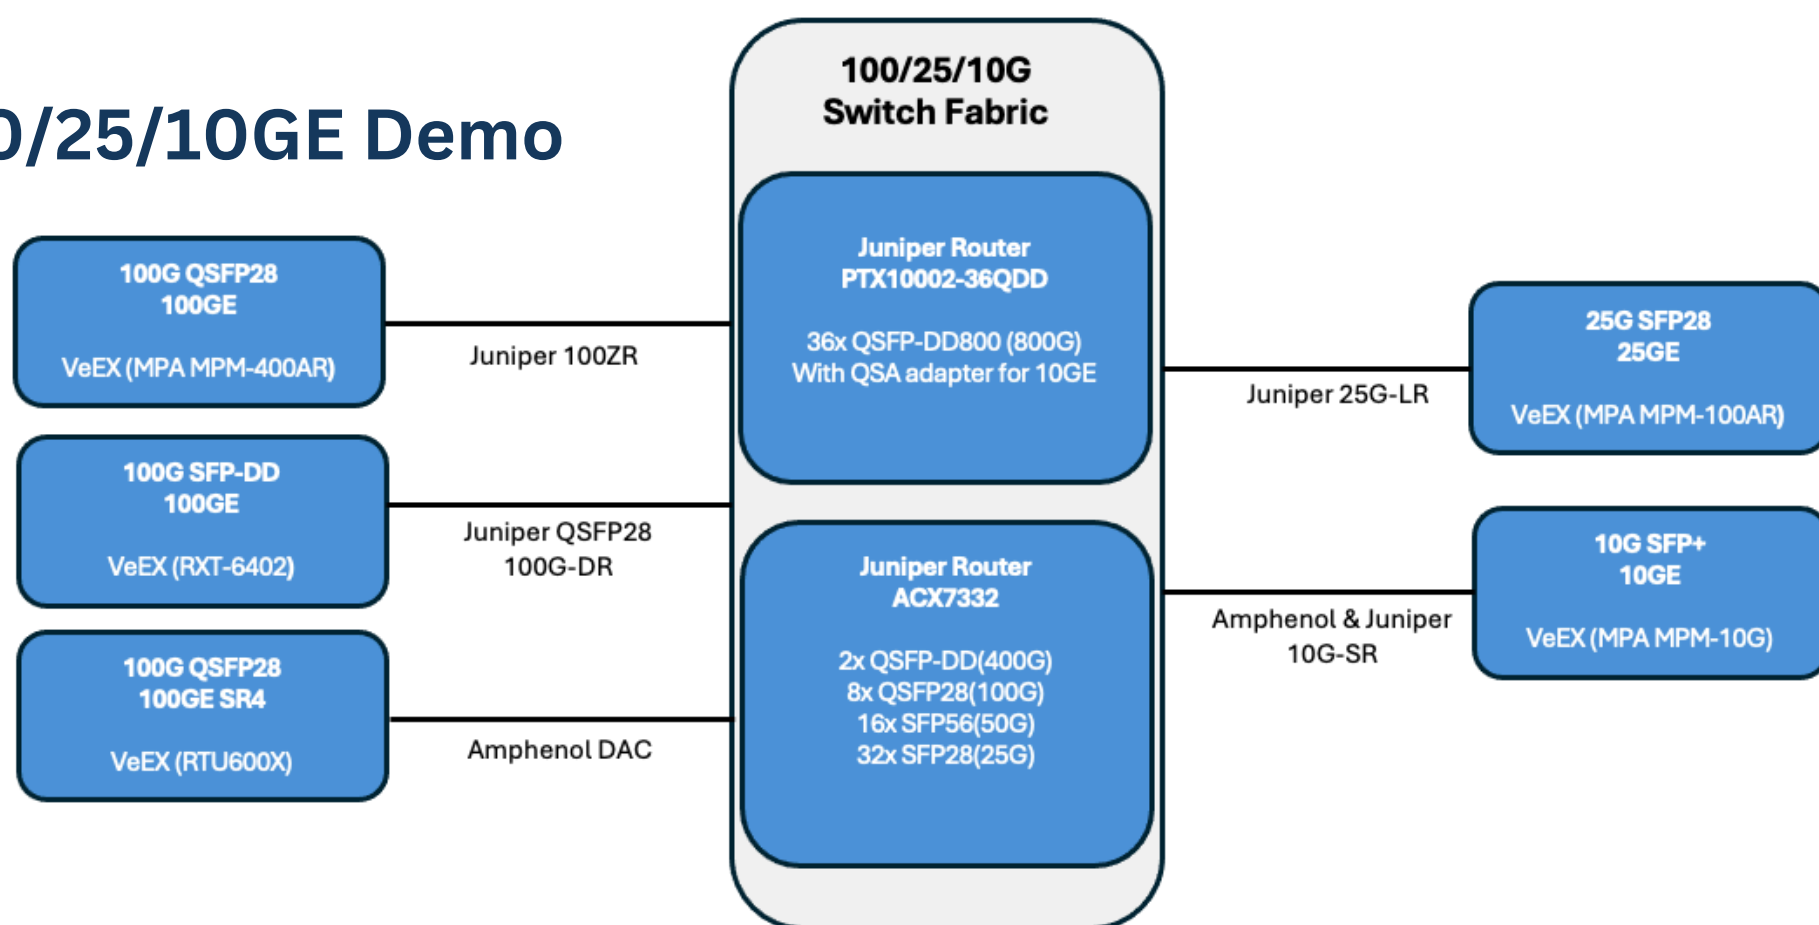 0/25/10GE Demo
100/25/10G
Switch Fabric
100G QSFP28
100GE
VeEX (MPA MPM-400AR)
Juniper 100ZR
100G SFP-DD
100GE
VeEX (RXT-6402)
Juniper QSFP28
100G-DR
100G QSFP28
100GE SR4
VeEX (RTU600X)
Amphenol DAC
Juniper Router
PTX10002-36QDD
36x QSFP-DD800 (800G)
With QSA adapter for 10GE
Juniper Router
ACX7332
2x QSFP-DD(400G)
8x QSFP28(100G)
16x SFP56(50G)
32x SFP28(25G)
Juniper 25G-LR
25G SFP28
25GE
VeEX (MPA MPM-100AR)
Amphenol & Juniper
10G-SR
10G SFP+
10GE
VeEX (MPA MPM-10G)